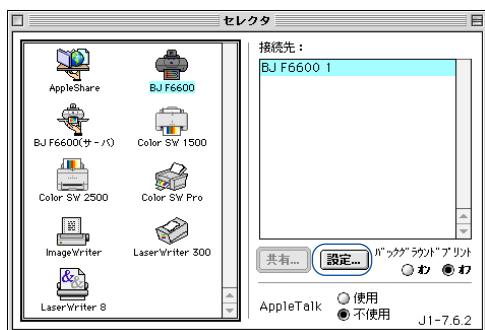 セレクタ
AppleShare
BJ F6600
BJ F6600(サーバ)
Color SW 1500
Color SW 2500
Color SW Pro
ImageWriter
LaserWriter 300
LaserWriter 8
接続先：
BJ F6600 1
共有...
設定...
バックグラウンドプリント
オン
オフ
AppleTalk
使用
不使用
J1-7.6.2